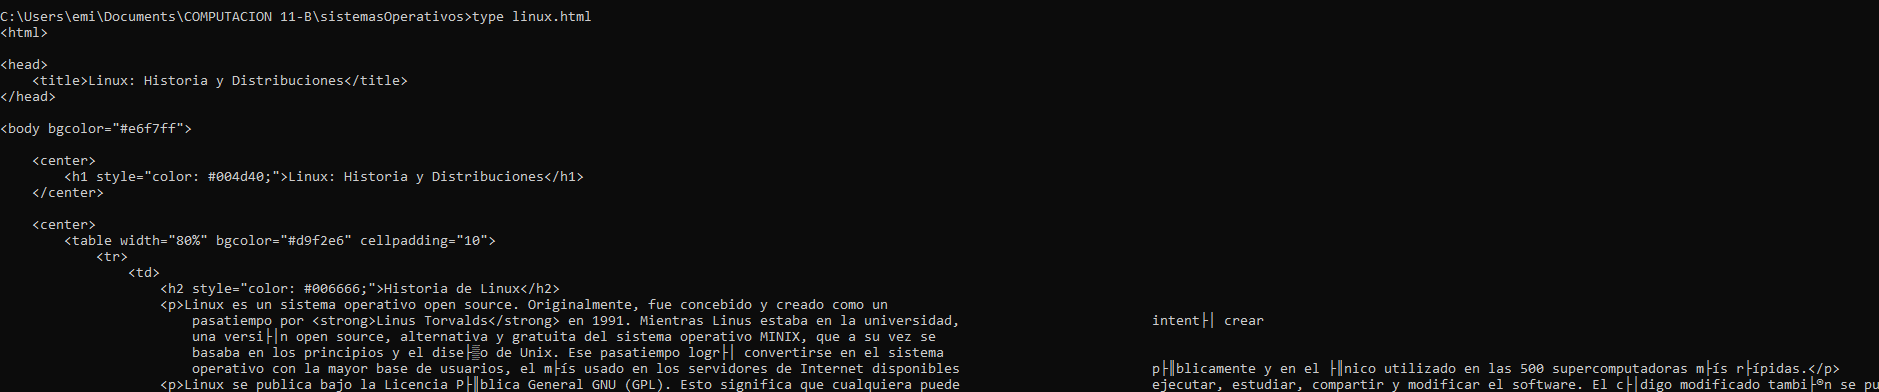 C:\Users\emi\Documents\COMPUTACION 11-B\sistemasOperativos>type linux.html
<html>
<head>
<title>Linux: Historia y Distribuciones</title>
</head>
<body bgcolor="#e6f7ff">
<center>
<h1 style="color: #004d40;">Linux: Historia y Distribuciones</h1>
</center>
<center>
<table width="80%" bgcolor="#d9f2e6" cellpadding="10">
<tr>
<td>
<h2 style="color: #006666;">Historia de Linux</h2>
<p>Linux es un sistema operativo open source. Originalmente, fue concebido y creado como un
pasatiempo por <strong>Linus Torvalds</strong> en 1991. Mientras Linus estaba en la universidad, intent├│ crear
una versi├│n open source, alternativa y gratuita del sistema operativo MINIX, que a su vez se
basaba en los principios y el dise├▒o de Unix. Ese pasatiempo logr├│ convertirse en el sistema
operativo con la mayor base de usuarios, el m├ís usado en los servidores de Internet disponibles p├║blicamente y en el ├║nico utilizado en las 500 supercomputadoras m├ís r├ípidas.</p>
<p>Linux se publica bajo la Licencia P├║blica General GNU (GPL). Esto significa que cualquiera puede ejecutar, estudiar, compartir y modificar el software. El c├│digo modificado tambi├®n se pu